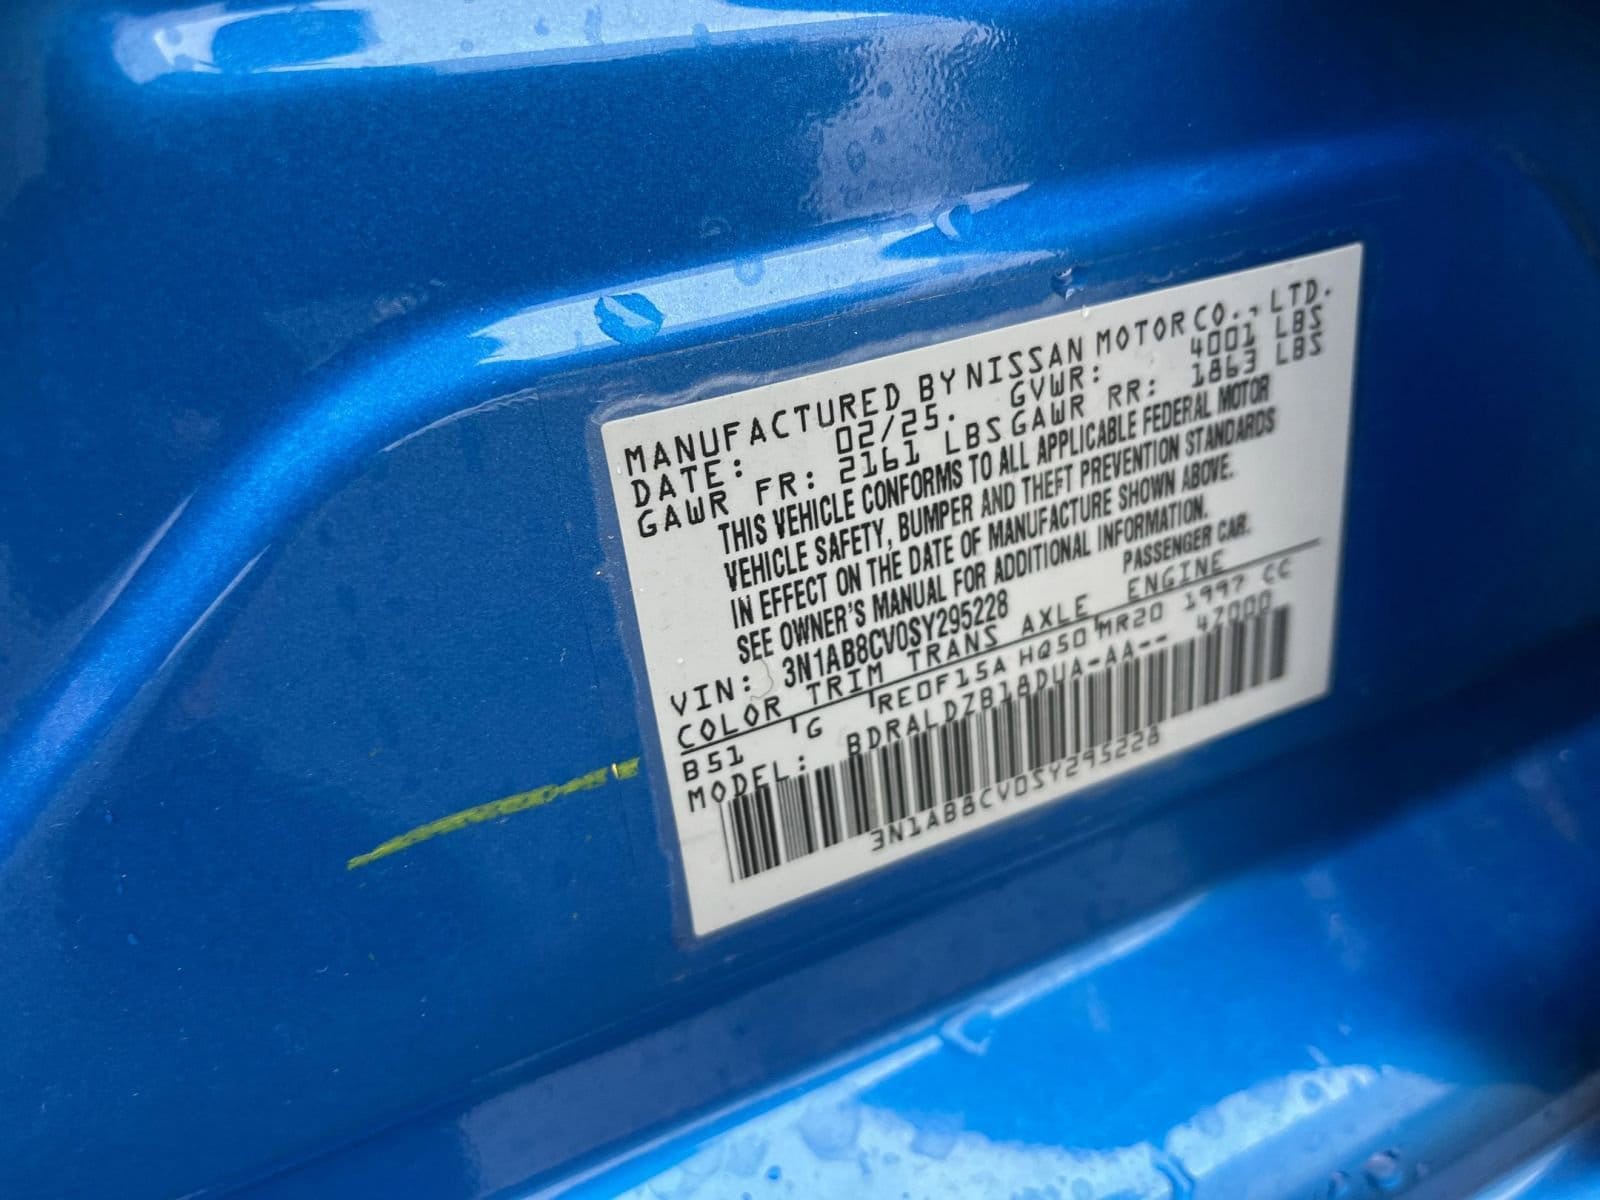 MANUFACTURED BY NISSAN MOTOR CO., LTD.
DATE: 02/25. GVWR: 4001 LBS
GAWR FR: 2161 LBS GAWR RR: 1863 LBS
THIS VEHICLE CONFORMS TO ALL APPLICABLE FEDERAL MOTOR
VEHICLE SAFETY, BUMPER AND THEFT PREVENTION STANDARDS
IN EFFECT ON THE DATE OF MANUFACTURE SHOWN ABOVE.
SEE OWNER'S MANUAL FOR ADDITIONAL INFORMATION.
VIN: 3N1AB8CV0SY295228 PASSENGER CAR.
COLOR TRIM TRANS AXLE ENGINE
B51 G RE0F15A HQ50 MR20 1997 CC
MODEL: BDRALDZB18DUA-AA-- 47000
3N1AB8CV0SY295228